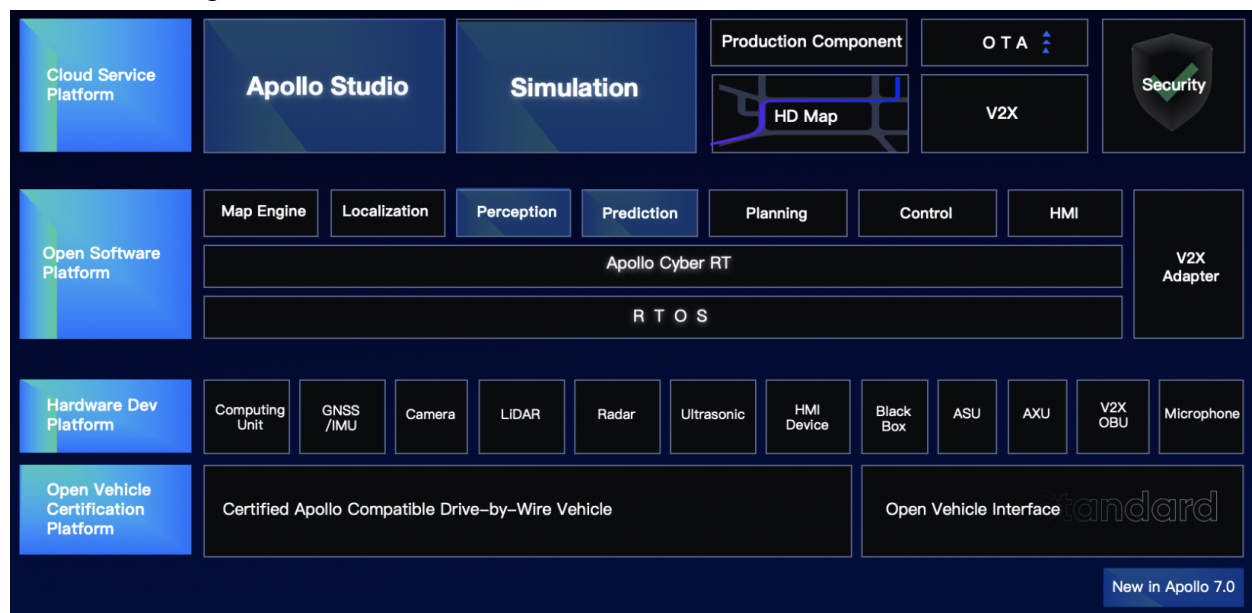 Cloud Service
Platform
Apollo Studio
Simulation
Production Component
HD Map
O T A
V2X
Security
Open Software
Platform
Map Engine
Localization
Perception
Prediction
Planning
Control
HMI
Apollo Cyber RT
R T O S
V2X
Adapter
Hardware Dev
Platform
Computing
Unit
GNSS
/IMU
Camera
LiDAR
Radar
Ultrasonic
HMI
Device
Black
Box
ASU
AXU
V2X
OBU
Microphone
Open Vehicle
Certification
Platform
Certified Apollo Compatible Drive–by–Wire Vehicle
Open Vehicle Interface
Standard
New in Apollo 7.0